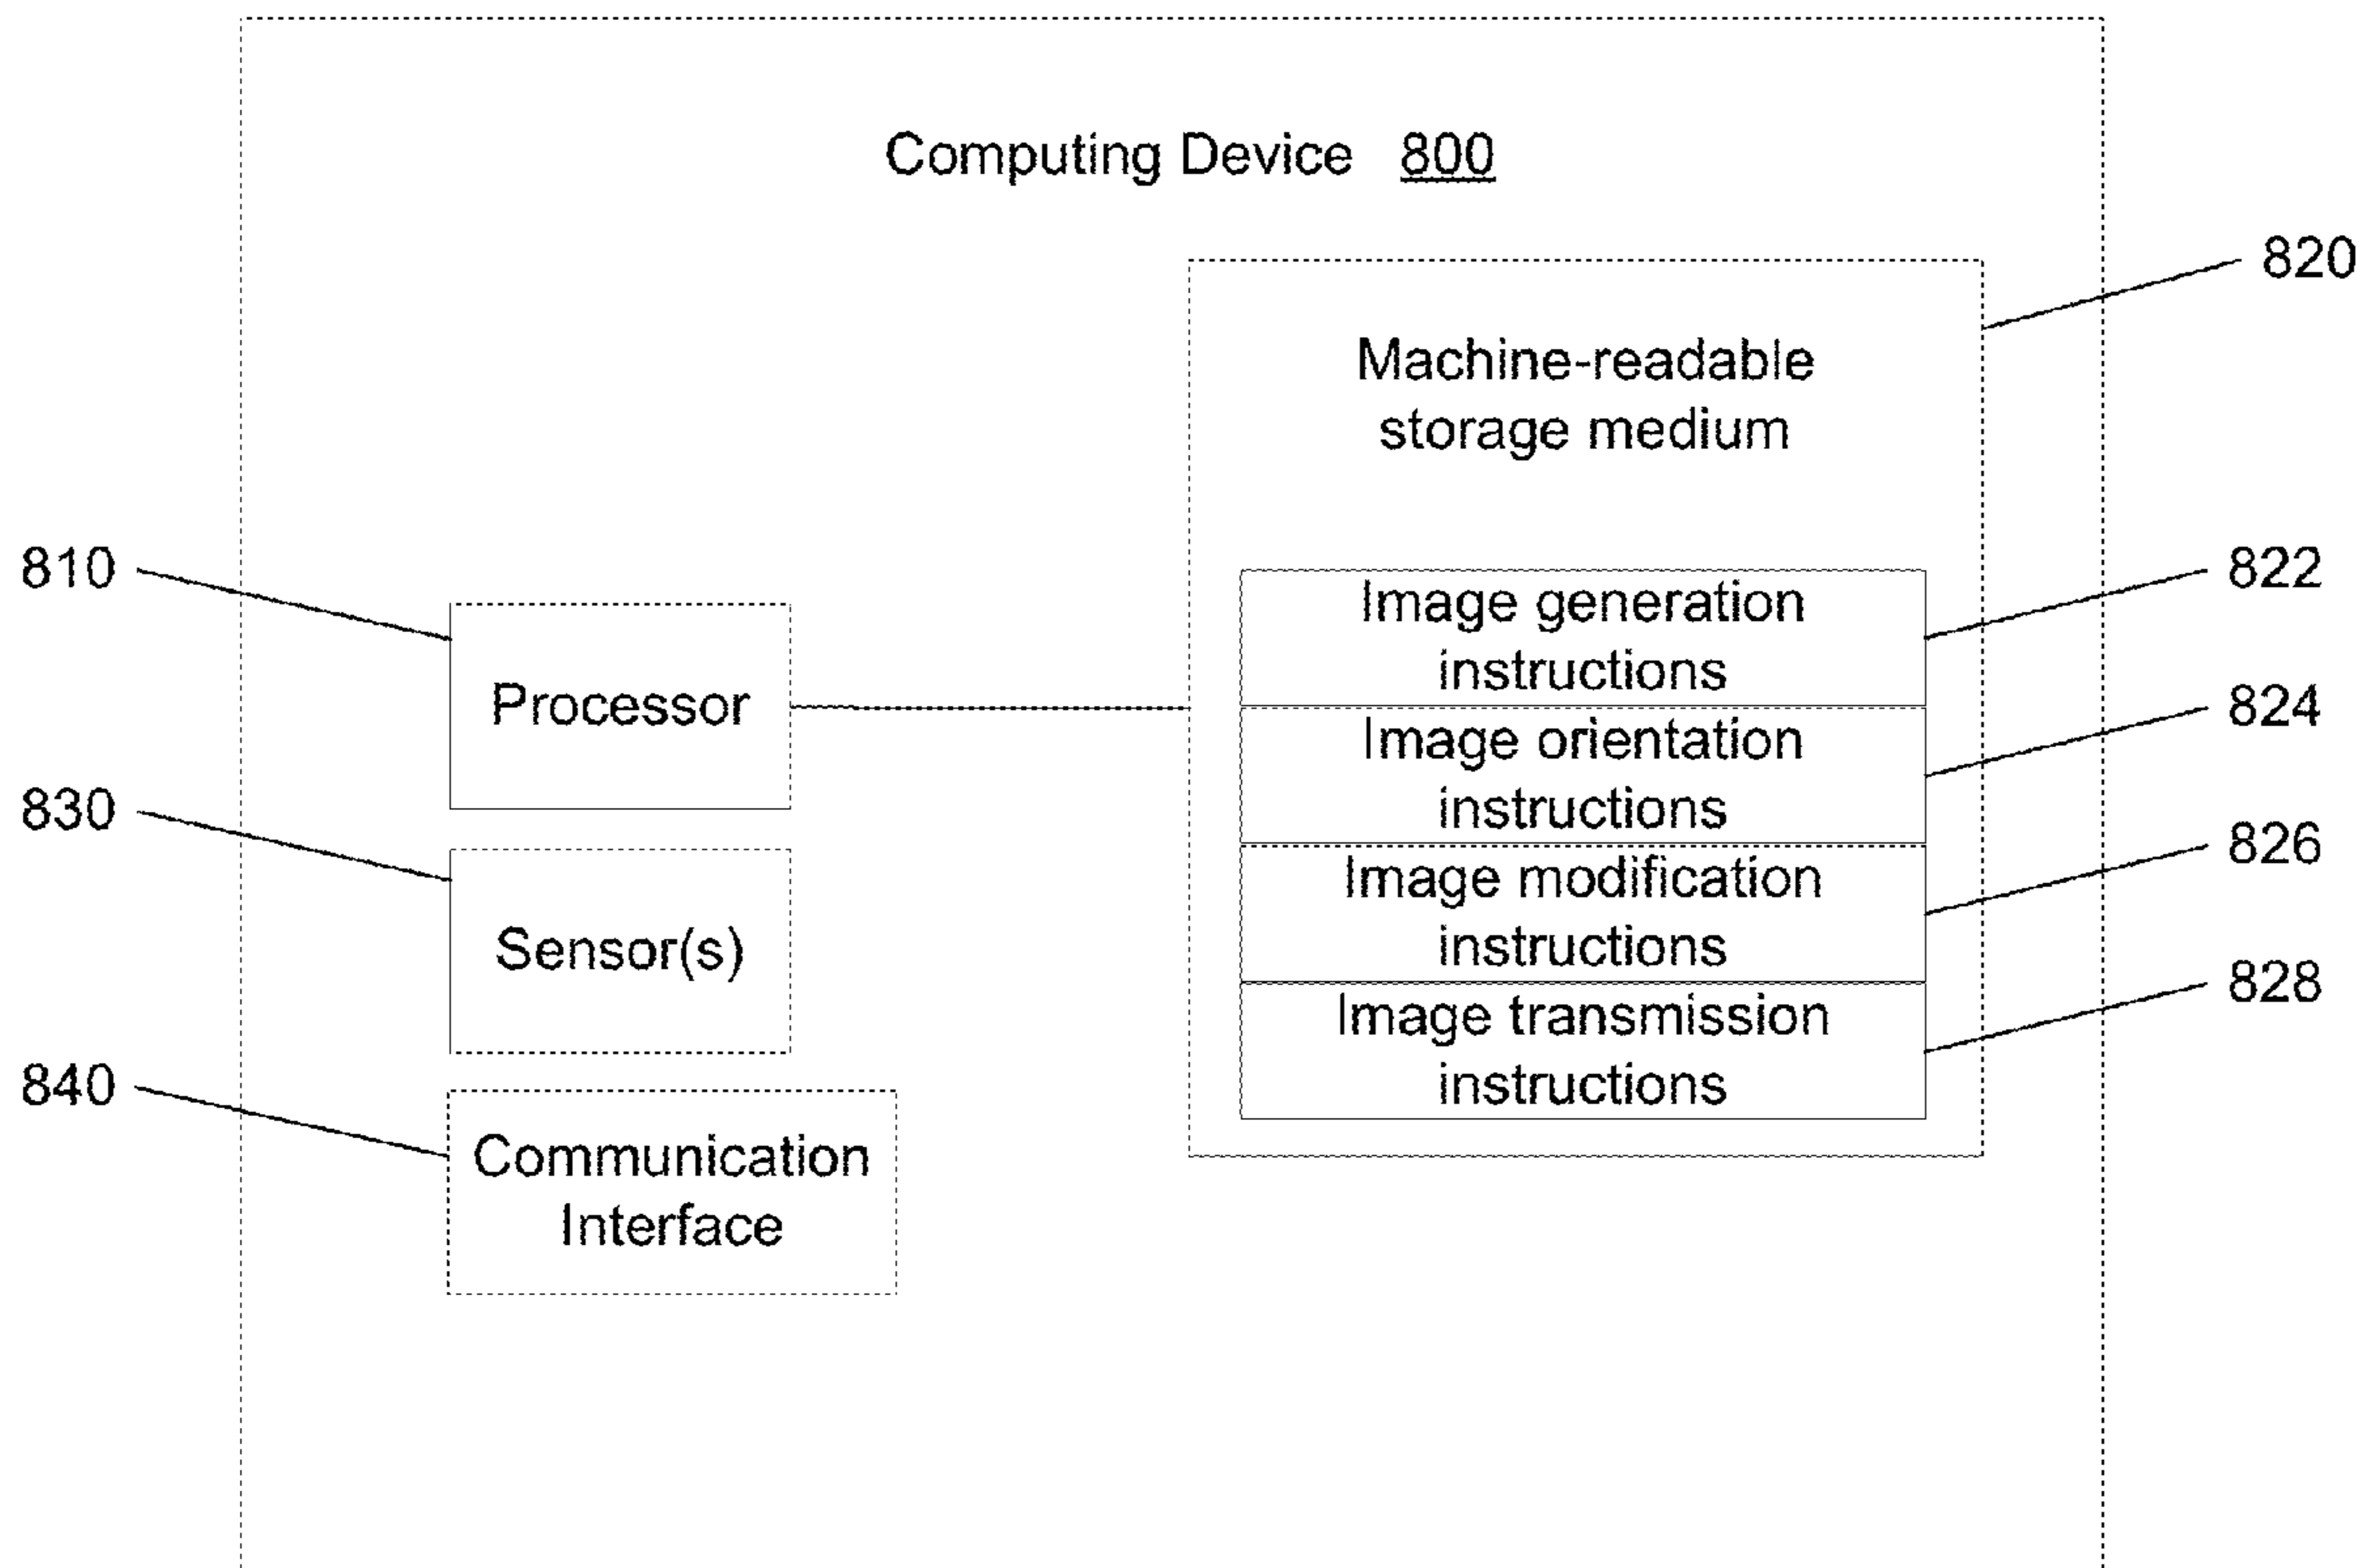 Computing Device 800
820
Machine-readable
storage medium
810
822
Image generation
instructions
Processor
824
Image orientation
instructions
830
826
Image modification
instructions
Sensor(s)
828
Image transmission
instructions
840
Communication
Interface